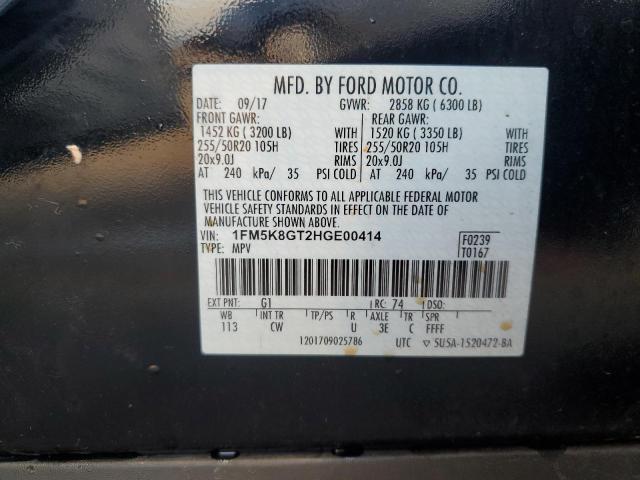 MFD. BY FORD MOTOR CO.
DATE: 09/17 GVWR: 2858 KG ( 6300 LB)
FRONT GAWR: REAR GAWR:
1452 KG ( 3200 LB) WITH 1520 KG ( 3350 LB) WITH
255/50R20 105H TIRES 255/50R20 105H TIRES
20x9.0J RIMS 20x9.0J RIMS
AT 240 kPa/ 35 PSI COLD AT 240 kPa/ 35 PSI COLD
THIS VEHICLE CONFORMS TO ALL APPLICABLE FEDERAL MOTOR
VEHICLE SAFETY STANDARDS IN EFFECT ON THE DATE OF
MANUFACTURE SHOWN ABOVE.
VIN: 1FM5K8GT2HGE00414 F0239
TYPE: MPV T0167
EXT PNT: G1 RC: 74 DSO:
WB INT TR TP/PS R AXLE TR SPR
113 CW U 3E C FFFF
1201709025786 UTC ▽ 5U5A-1520472-BA